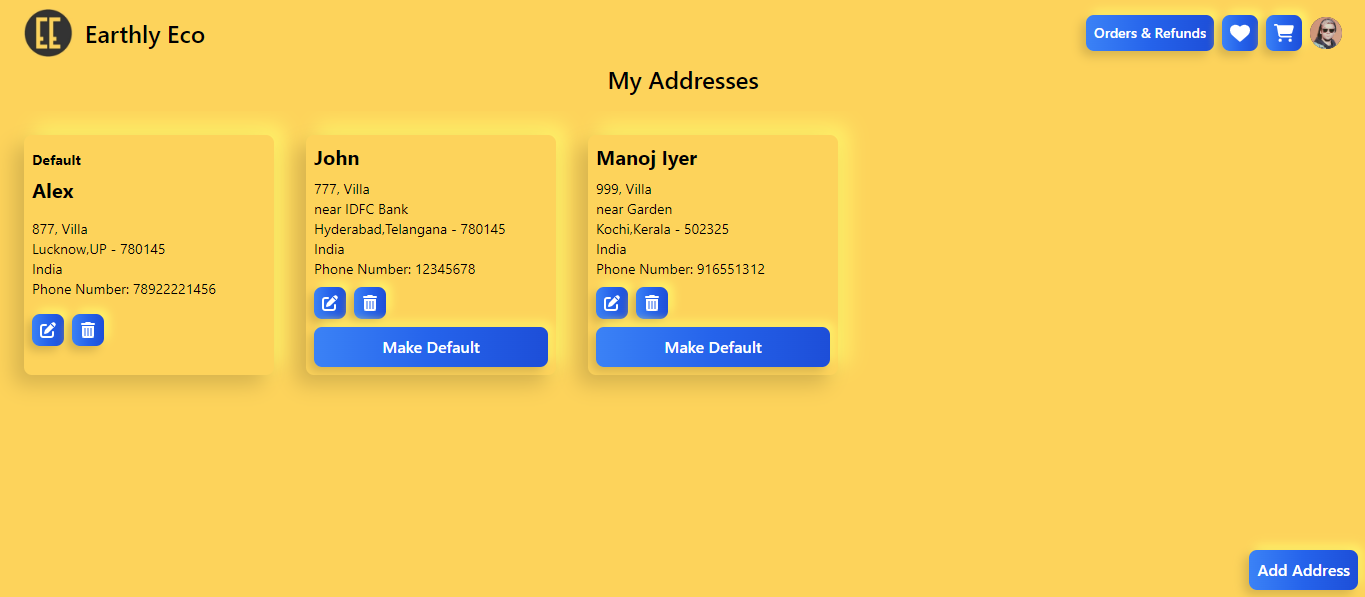 EE Earthly Eco
Orders & Refunds
My Addresses
Default
Alex
877, Villa
Lucknow,UP - 780145
India
Phone Number: 78922221456
John
777, Villa
near IDFC Bank
Hyderabad,Telangana - 780145
India
Phone Number: 12345678
Make Default
Manoj Iyer
999, Villa
near Garden
Kochi,Kerala - 502325
India
Phone Number: 916551312
Make Default
Add Address